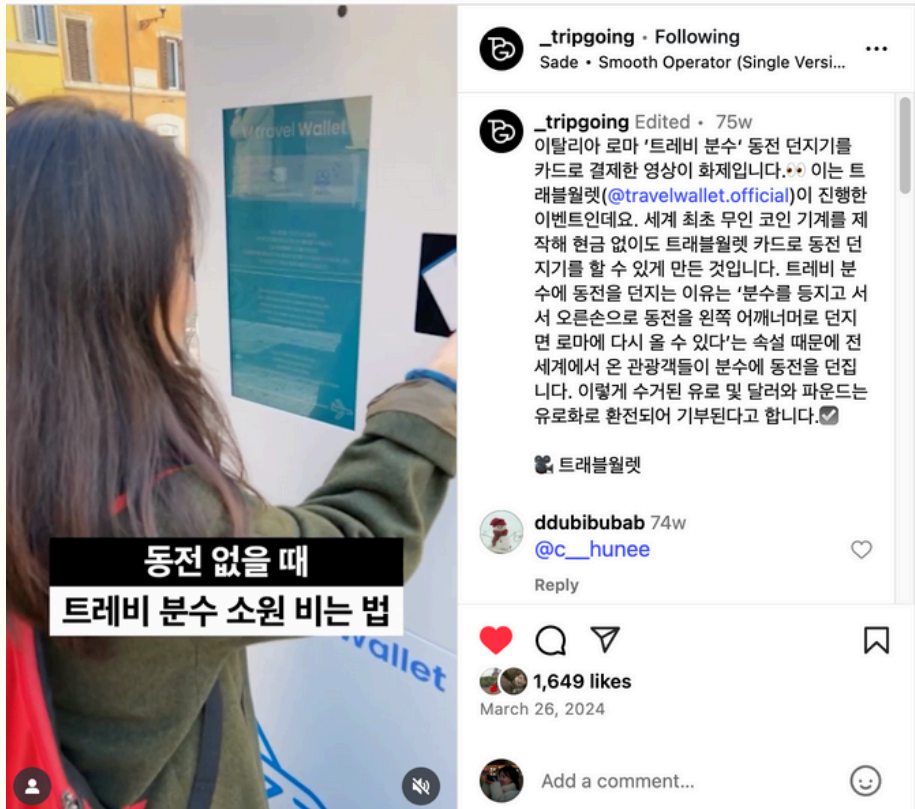 travel Wallet
동전 없을 때
트레비 분수 소원 비는 법
wallet
_tripgoing • Following
Sade • Smooth Operator (Single Versi...
_tripgoing Edited • 75w
이탈리아 로마 ‘트레비 분수‘ 동전 던지기를
카드로 결제한 영상이 화제입니다.👀 이는 트
래블월렛(@travelwallet.official)이 진행한
이벤트인데요. 세계 최초 무인 코인 기계를 제
작해 현금 없이도 트래블월렛 카드로 동전 던
지기를 할 수 있게 만든 것입니다. 트레비 분
수에 동전을 던지는 이유는 ‘분수를 등지고 서
서 오른손으로 동전을 왼쪽 어깨너머로 던지
면 로마에 다시 올 수 있다’는 속설 때문에 전
세계에서 온 관광객들이 분수에 동전을 던집
니다. 이렇게 수거된 유로 및 달러와 파운드는
유로화로 환전되어 기부된다고 합니다.☑️
🎥 트래블월렛
ddubibubab 74w
@c__hunee
Reply
1,649 likes
March 26, 2024
Add a comment...